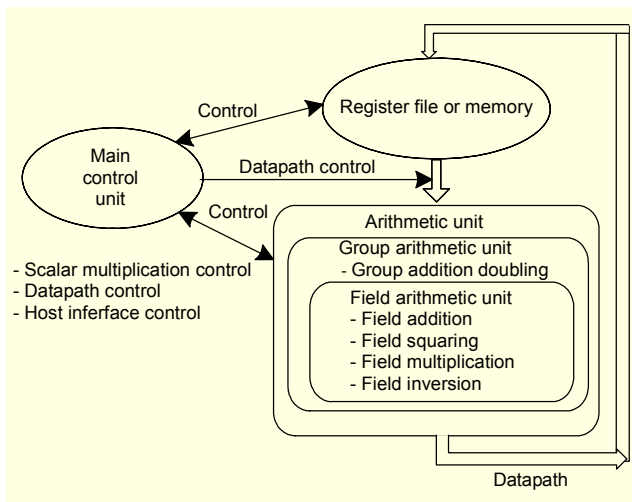 Register file or memory
Control
Main
control
unit
Datapath control
Control
- Scalar multiplication control
- Datapath control
- Host inferface control
Arithmetic unit
Group arithmetic unit
- Group addition doubling
Field arithmetic unit
- Field addition
- Field squaring
- Field multiplication
- Field inversion
Datapath